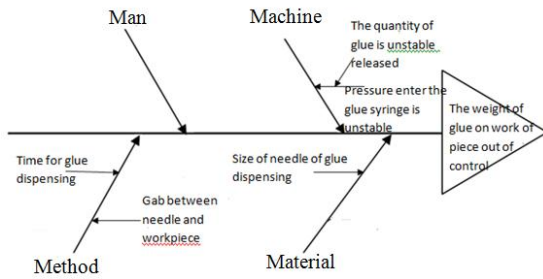 Man
Machine
The quantity of
glue is unstable
released
Pressure enter the
glue syringe is
unstable
The weight of
glue on work of
piece out of
control
Time for glue
dispensing
Size of needle of glue
dispensing
Gab between
needle and
workpiece
Method
Material